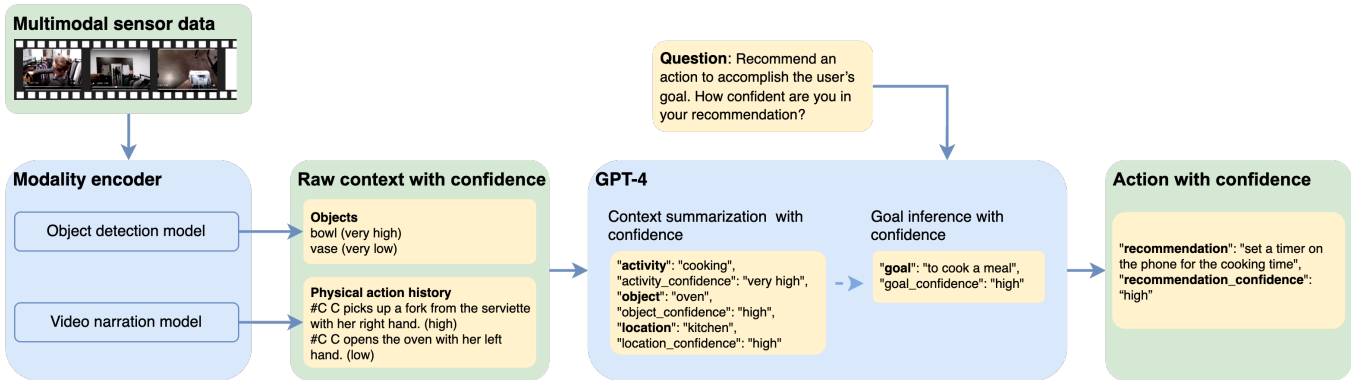 Multimodal sensor data
Question: Recommend an
action to accomplish the user's
goal. How confident are you in
your recommendation?
Modality encoder
Object detection model
Video narration model
Raw context with confidence
Objects
bowl (very high)
vase (very low)
Physical action history
#C C picks up a fork from the serviette
with her right hand. (high)
#C C opens the oven with her left
hand. (low)
GPT-4
Context summarization with
confidence
"activity": "cooking",
"activity_confidence": "very high",
"object": "oven",
"object_confidence": "high",
"location": "kitchen",
"location_confidence": "high"
Goal inference with
confidence
"goal": "to cook a meal",
"goal_confidence": "high"
Action with confidence
"recommendation": "set a timer on
the phone for the cooking time",
"recommendation_confidence":
"high"